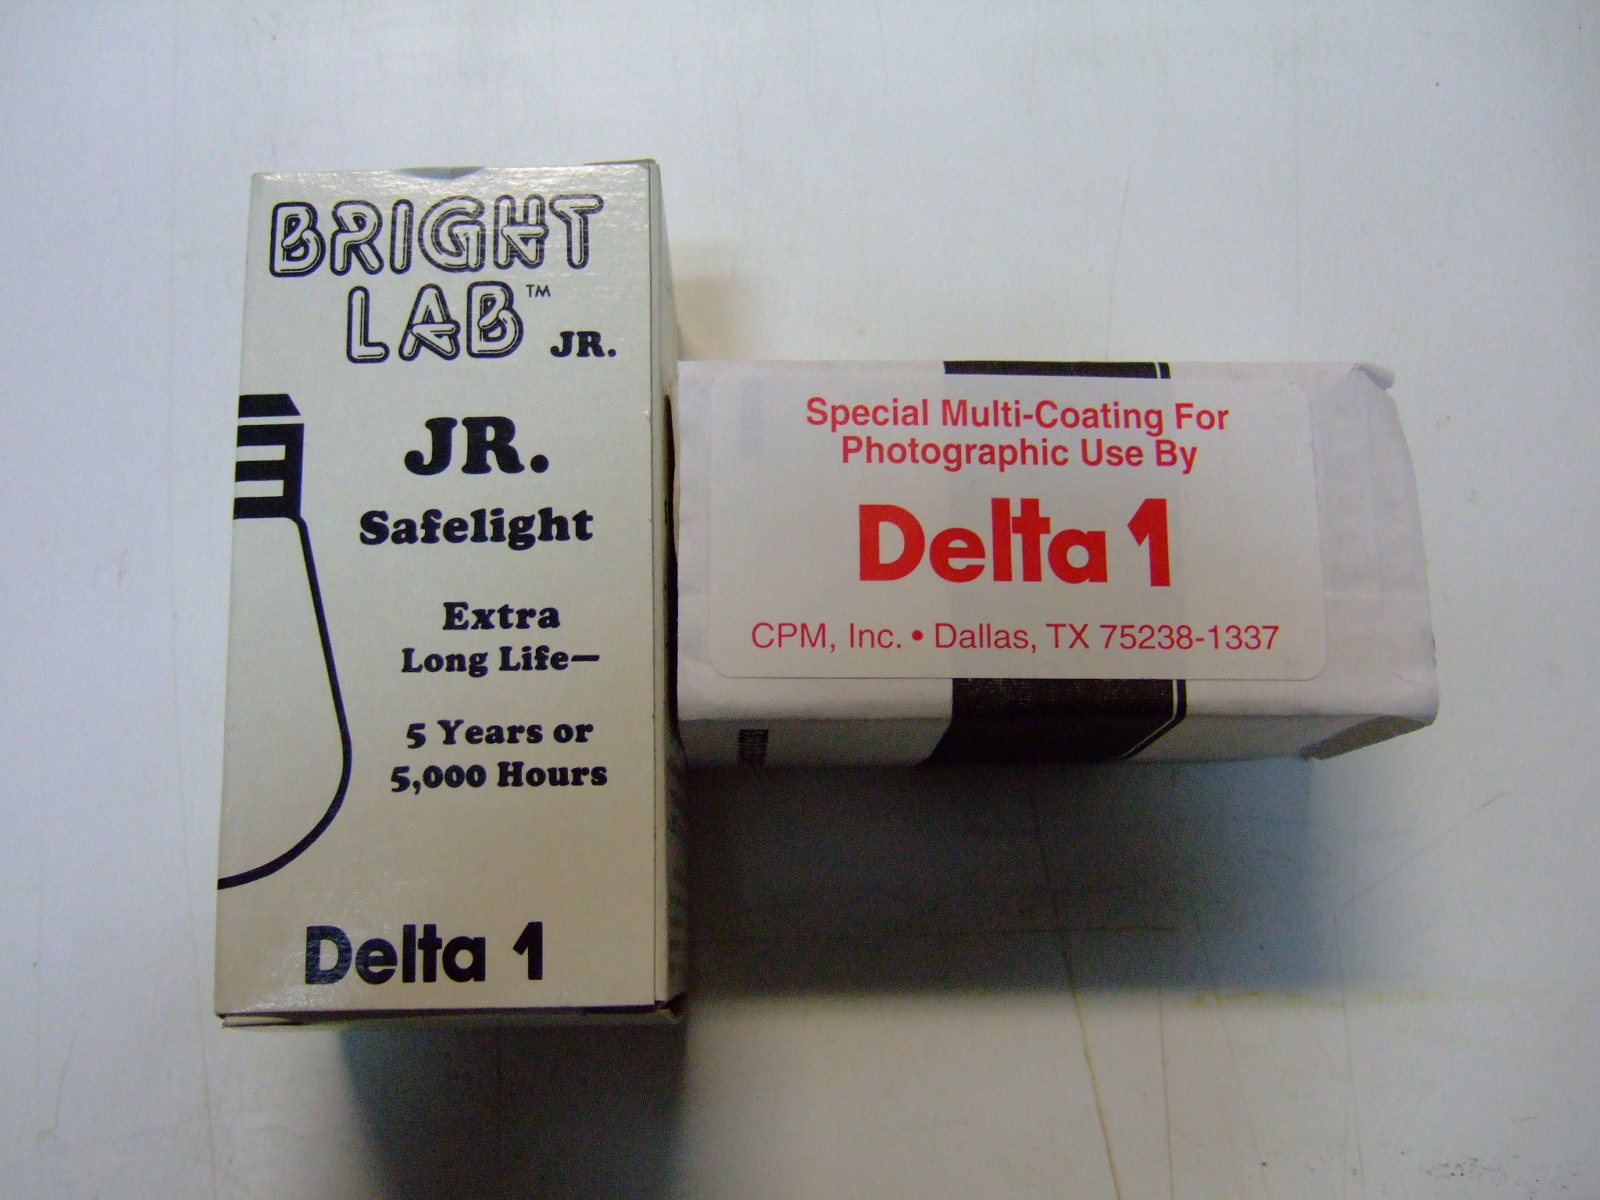 BRIGHT
LAB™ JR.
JR.
Safelight
Extra
Long Life—
5 Years or
5,000 Hours
Delta 1
Special Multi-Coating For
Photographic Use By
Delta 1
CPM, Inc. • Dallas, TX 75238-1337